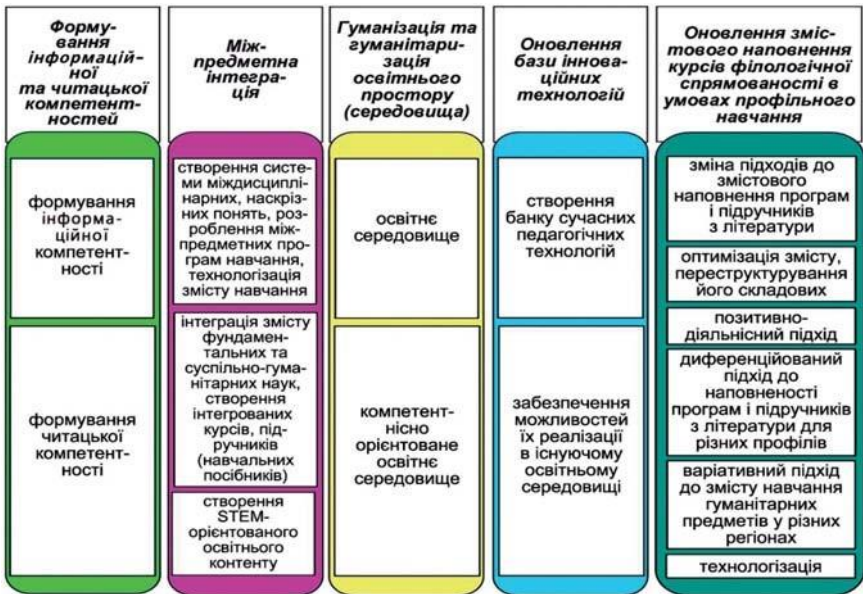 Форму-
вання
інформацій-
ної
та читацької
компетент-
ностей
формування
інформа-
ційної
компетент-
ності
формування
читацької
компетент-
ності
Між-
предметна
інтегра-
ція
створення систе-
ми міждисциплі-
нарних, наскріз-
них понять, роз-
роблення між-
предметних про-
грам навчання,
технологізація
змісту навчання
інтеграція змісту
фундамен-
тальних та
суспільно-гума-
нітарних наук,
створення
інтегрованих
курсів, під-
ручників
(навчальних
посібників)
створення
STEM-
орієнтованого
освітнього
контенту
Гуманізація та
гуманітари-
зація
освітнього
простору
(середовища)
освітнє
середовище
компетент-
нісно
орієнтоване
освітнє
середовище
Оновлення
бази іннова-
ційних
технологій
створення
банку сучасних
педагогічних
технологій
забезпечення
можливостей
їх реалізації
в існуючому
освітньому
середовищі
Оновлення зміс-
тового наповнення
курсів філологічної
спрямованості в
умовах профільного
навчання
зміна підходів до
змістового
наповнення програм
і підручників
з літератури
оптимізація змісту,
переструктурування
його складових
позитивно-
діяльнісний підхід
диференційований
підхід до
наповненості
програм і підручників
з літератури для
різних профілів
варіативний підхід
до змісту навчання
гуманітарних
предметів у різних
регіонах
технологізація